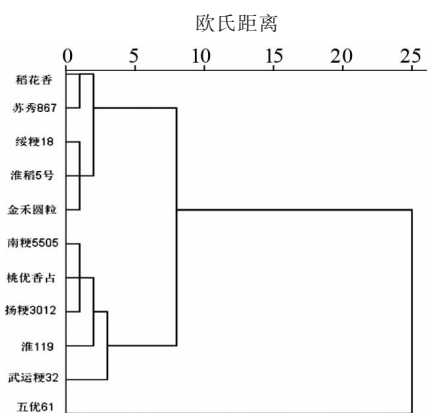 欧氏距离
0 5 10 15 20 25
稻花香
苏秀867
绥粳18
淮稻5号
金禾圆粒
南粳5505
桃优香占
扬粳3012
淮119
武运粳32
五优61